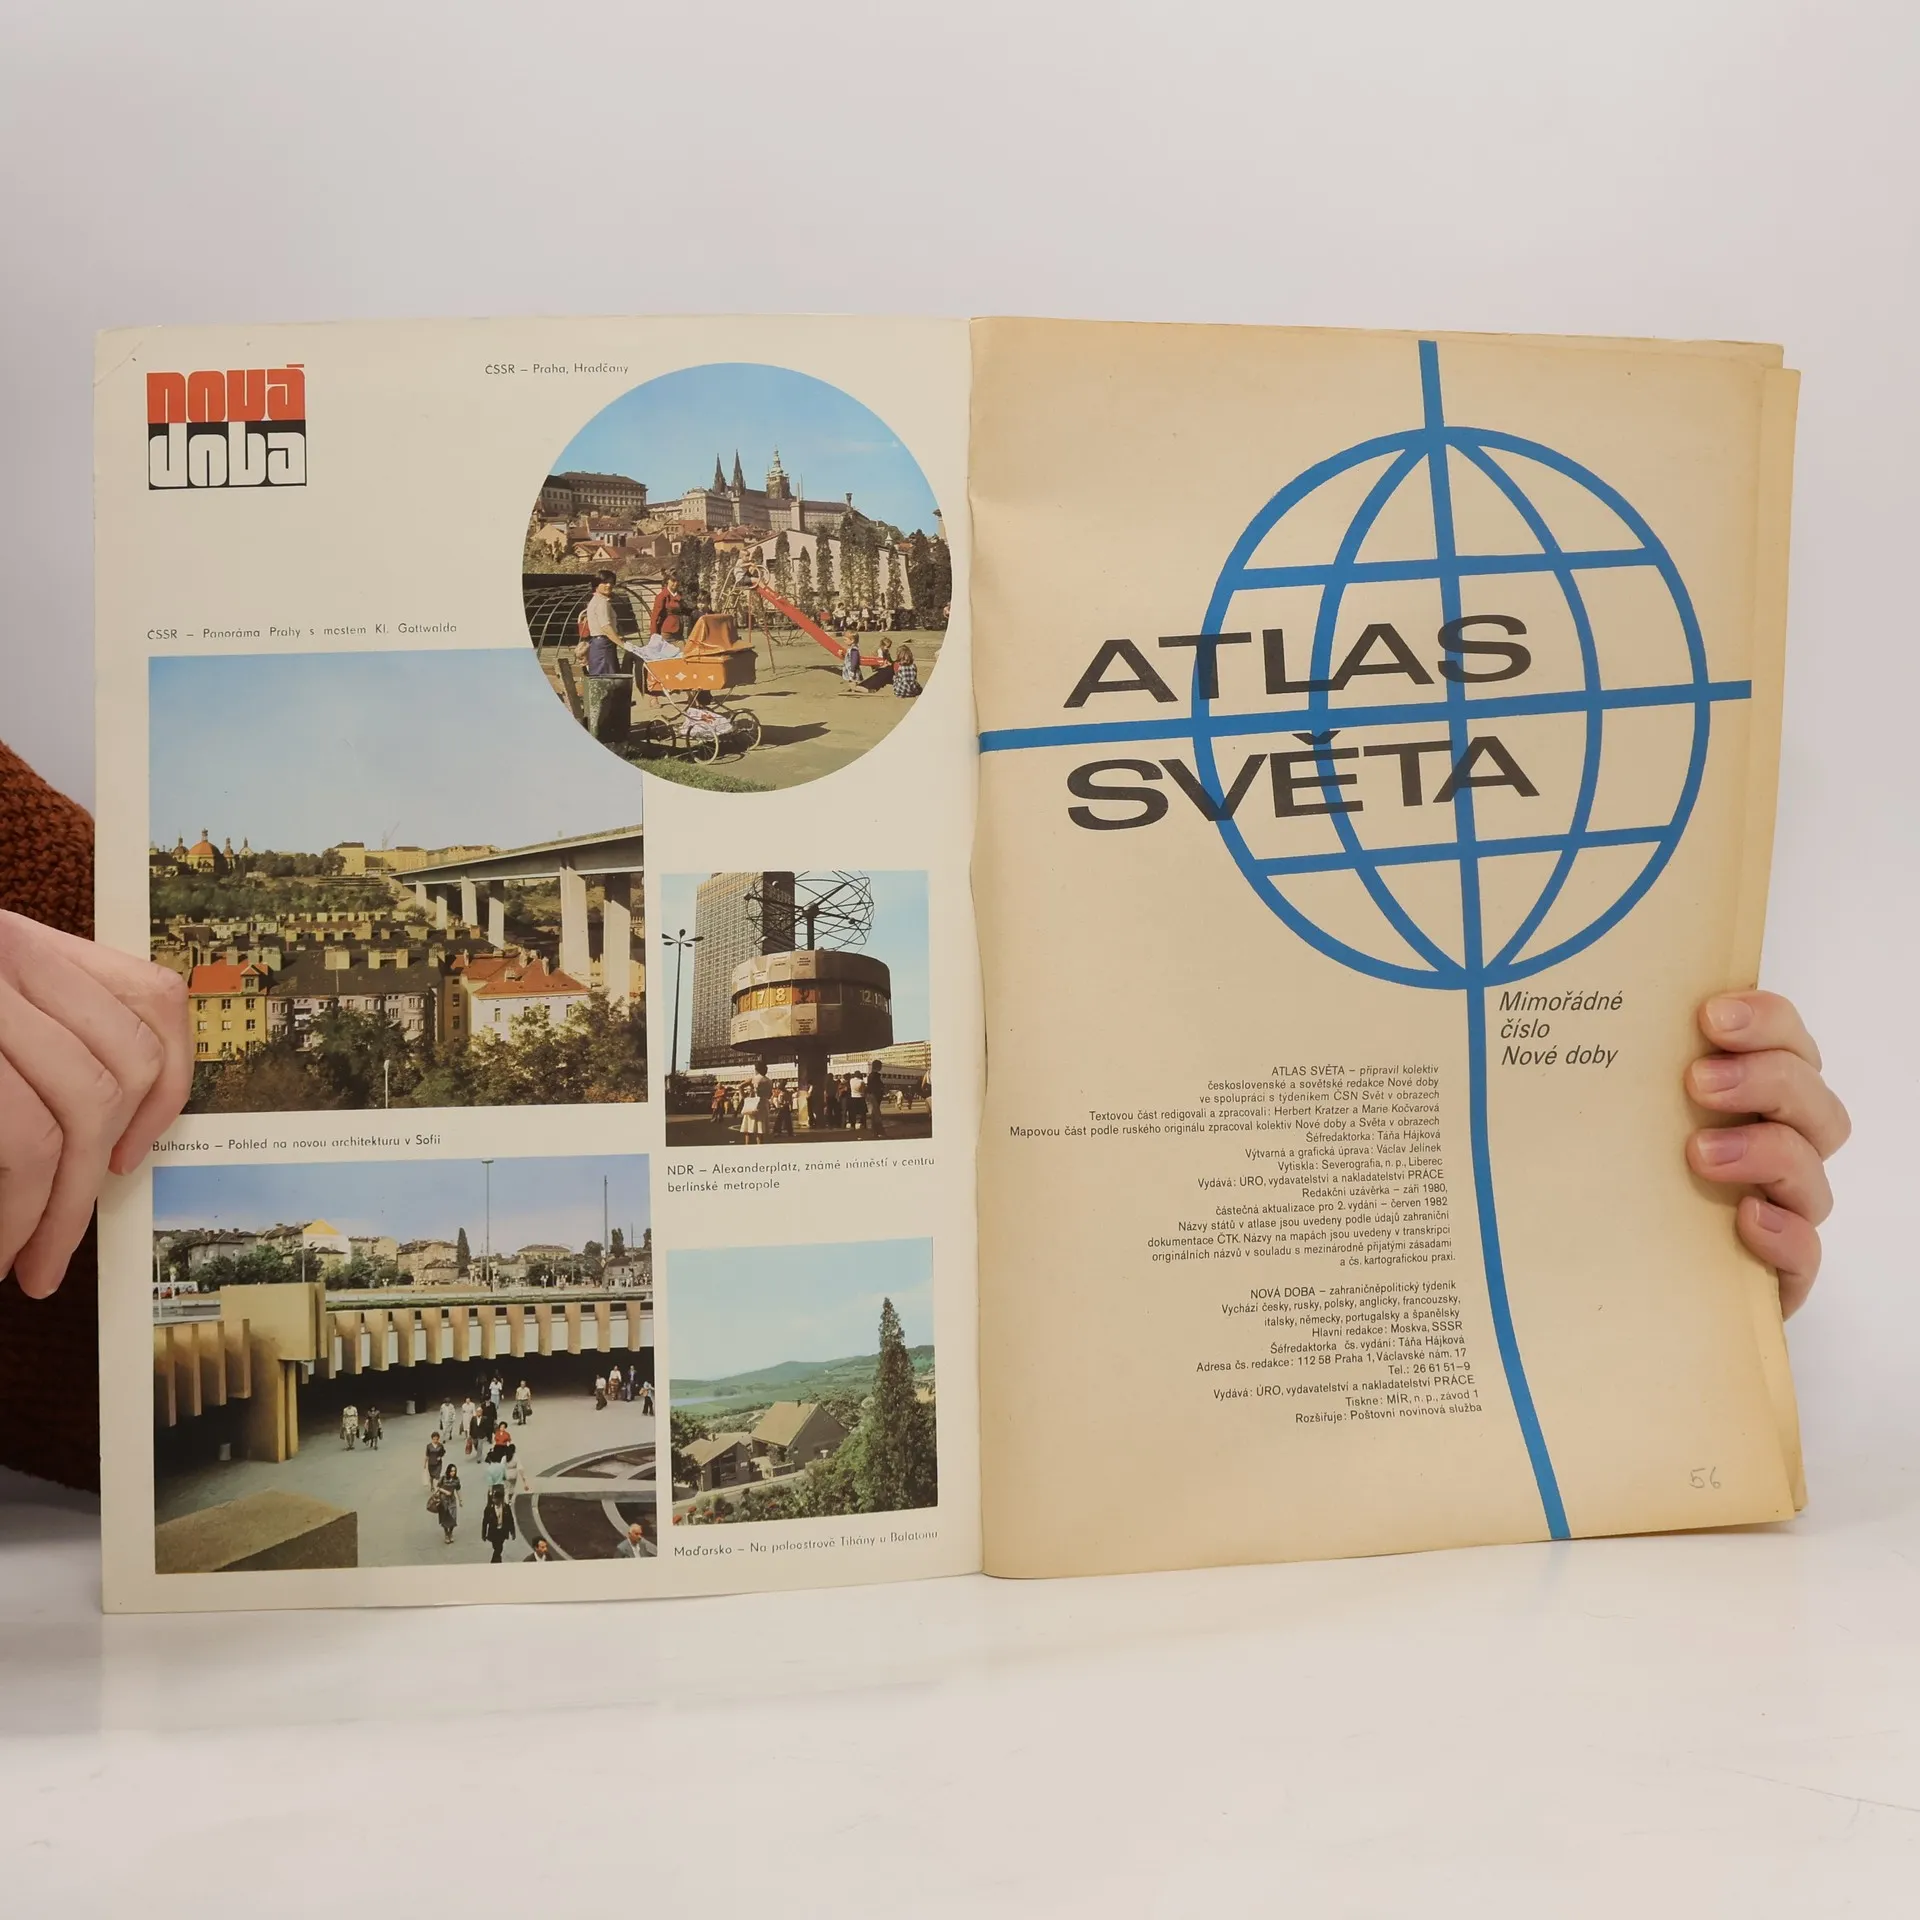 nová
doba
ČSSR – Praha, Hradčany
ČSSR – Panoráma Prahy s mostem Kl. Gottwalda
Bulharsko – Pohled na novou architekturu v Sofii
NDR – Alexanderplatz, známé náměstí v centru
berlínské metropole
Maďarsko – Na poloostrově Tihány u Balatonu
ATLAS
SVĚTA
Mimořádné
číslo
Nové doby
ATLAS SVĚTA – připravil kolektiv
československé a sovětské redakce Nové doby
ve spolupráci s týdeníkem ČSN Svět v obrazech
Textovou část redigovali a zpracovali: Herbert Kratzer a Marie Kočvarová
Mapovou část podle ruského originálu zpracoval kolektiv Nové doby a Světa v obrazech
Šéfredaktorka: Táňa Hájková
Výtvarná a grafická úprava: Václav Jelínek
Vytiskla: Severografia, n. p., Liberec
Vydává: ÚRO, vydavatelství a nakladatelství PRÁCE
Redakční uzávěrka – září 1980,
částečná aktualizace pro 2. vydání – červen 1982
Názvy států v atlase jsou uvedeny podle údajů zahraniční
dokumentace ČTK. Názvy na mapách jsou uvedeny v transkripci
originálních názvů v souladu s mezinárodně přijatými zásadami
a čs. kartografickou praxí.
NOVÁ DOBA – zahraničněpolitický týdeník
Vychází česky, rusky, polsky, anglicky, francouzsky,
italsky, německy, portugalsky a španělsky
Hlavní redakce: Moskva, SSSR
Šéfredaktorka čs. vydání: Táňa Hájková
Adresa čs. redakce: 112 58 Praha 1, Václavské nám. 17
Tel.: 26 61 51–9
Vydává: ÚRO, vydavatelství a nakladatelství PRÁCE
Tiskne: MÍR, n. p., závod 1
Rozšiřuje: Poštovní novinová služba
56